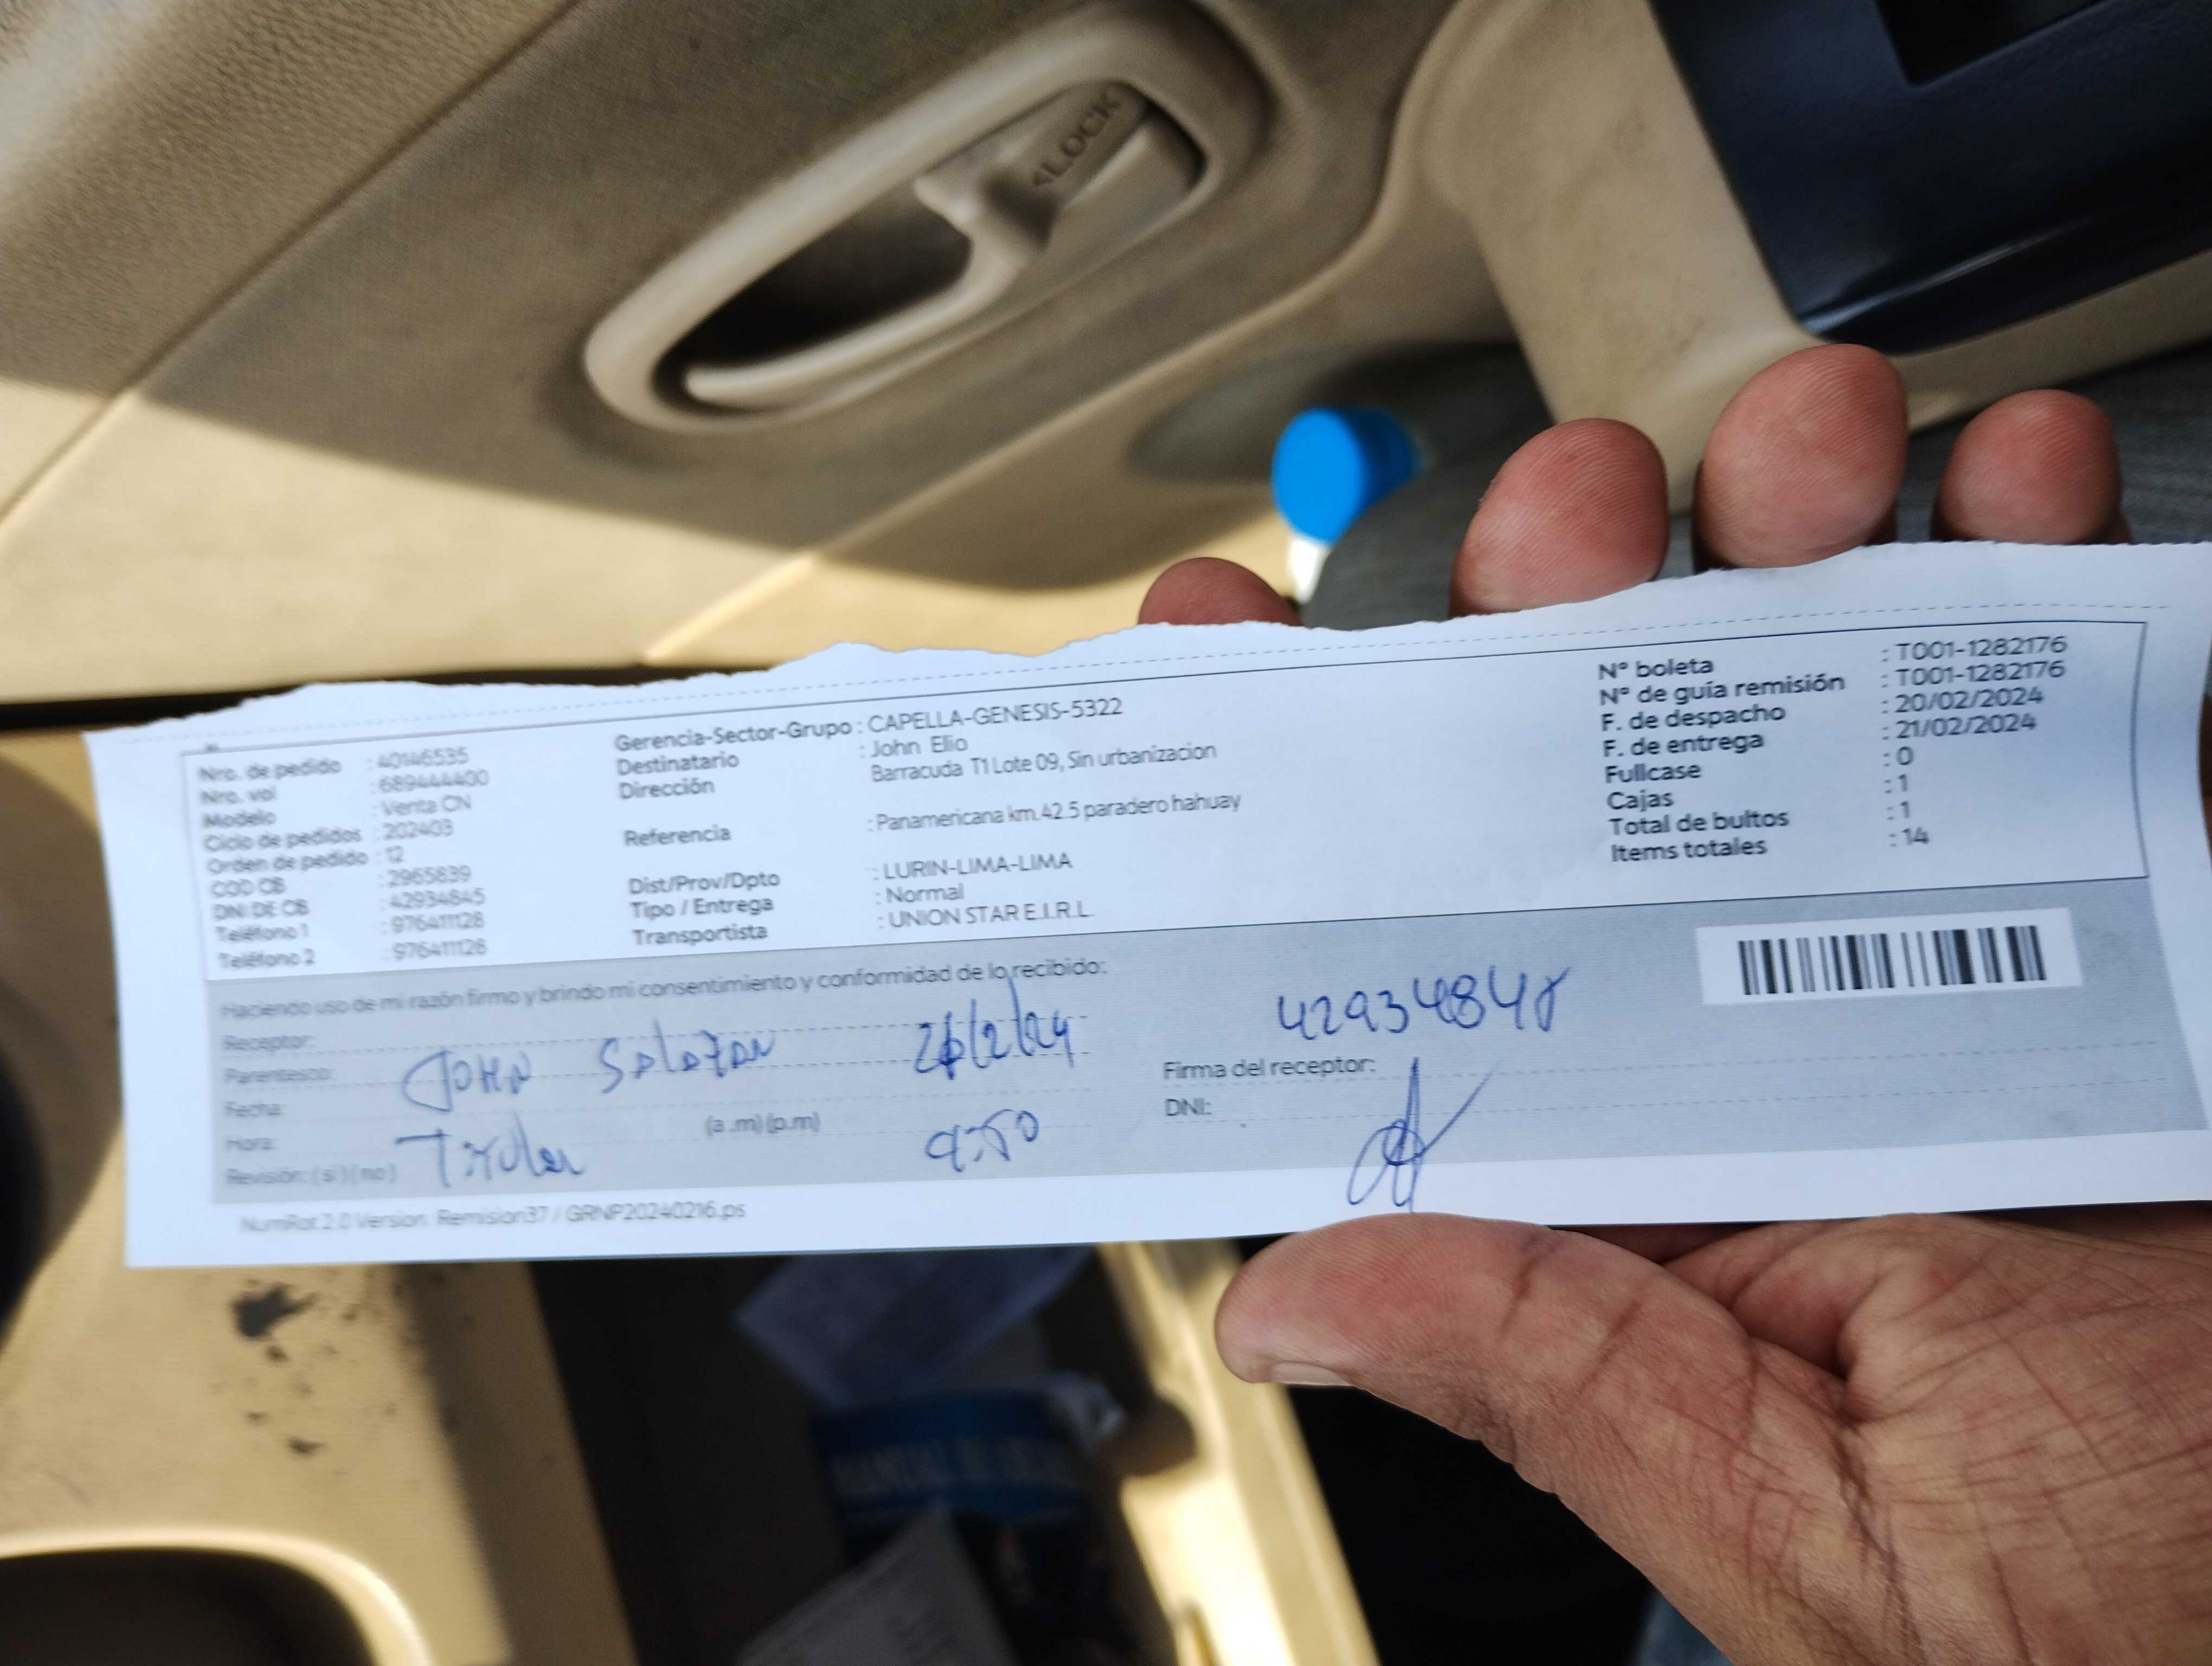 LOCK
Nro. de pedido : 40146535
Nro. vol : 689444400
Modelo : Venta CN
Ciclo de pedidos : 202403
Orden de pedido : 12
COD CB : 2965839
DNI DE CB : 42934845
Teléfono 1 : 976411128
Teléfono 2 : 976411128
Gerencia-Sector-Grupo : CAPELLA-GENESIS-5322
Destinatario : John Elio
Dirección Barracuda T1 Lote 09, Sin urbanizacion
Referencia : Panamericana km.42.5 paradero hahuay
Dist/Prov/Dpto : LURIN-LIMA-LIMA
Tipo / Entrega : Normal
Transportista : UNION STAR E.I.R.L.
N° boleta : T001-1282176
N° de guía remisión : T001-1282176
F. de despacho : 20/02/2024
F. de entrega : 21/02/2024
Fullcase : 0
Cajas : 1
Total de bultos : 1
Items totales : 14
Haciendo uso de mi razón firmo y brindo mi consentimiento y conformidad de lo recibido:
Receptor:
Parentesco: JOHN
Fecha:
Hora: (a .m) (p.m)
Revisión: ( si ) ( no ) Titular
Firma del receptor:
DNI:
NumRot 2.0 Version: Remision37 / GRNP20240216.ps